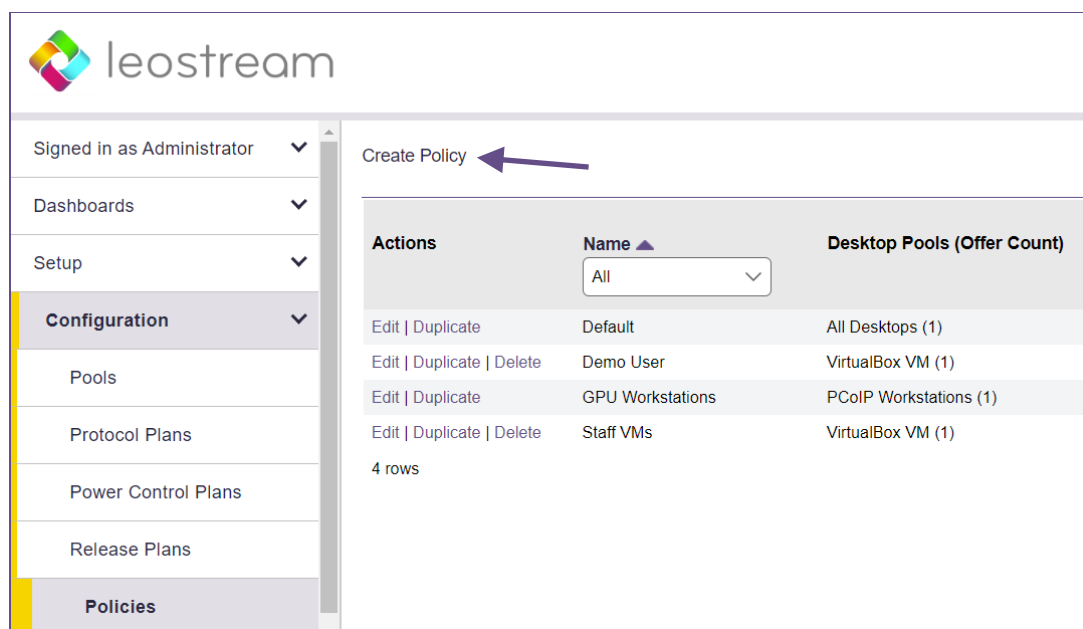 leostream
Signed in as Administrator
Dashboards
Setup
Configuration
Pools
Protocol Plans
Power Control Plans
Release Plans
Policies
Create Policy
Actions Name Desktop Pools (Offer Count)
All
Edit | Duplicate Default All Desktops (1)
Edit | Duplicate | Delete Demo User VirtualBox VM (1)
Edit | Duplicate GPU Workstations PCoIP Workstations (1)
Edit | Duplicate | Delete Staff VMs VirtualBox VM (1)
4 rows